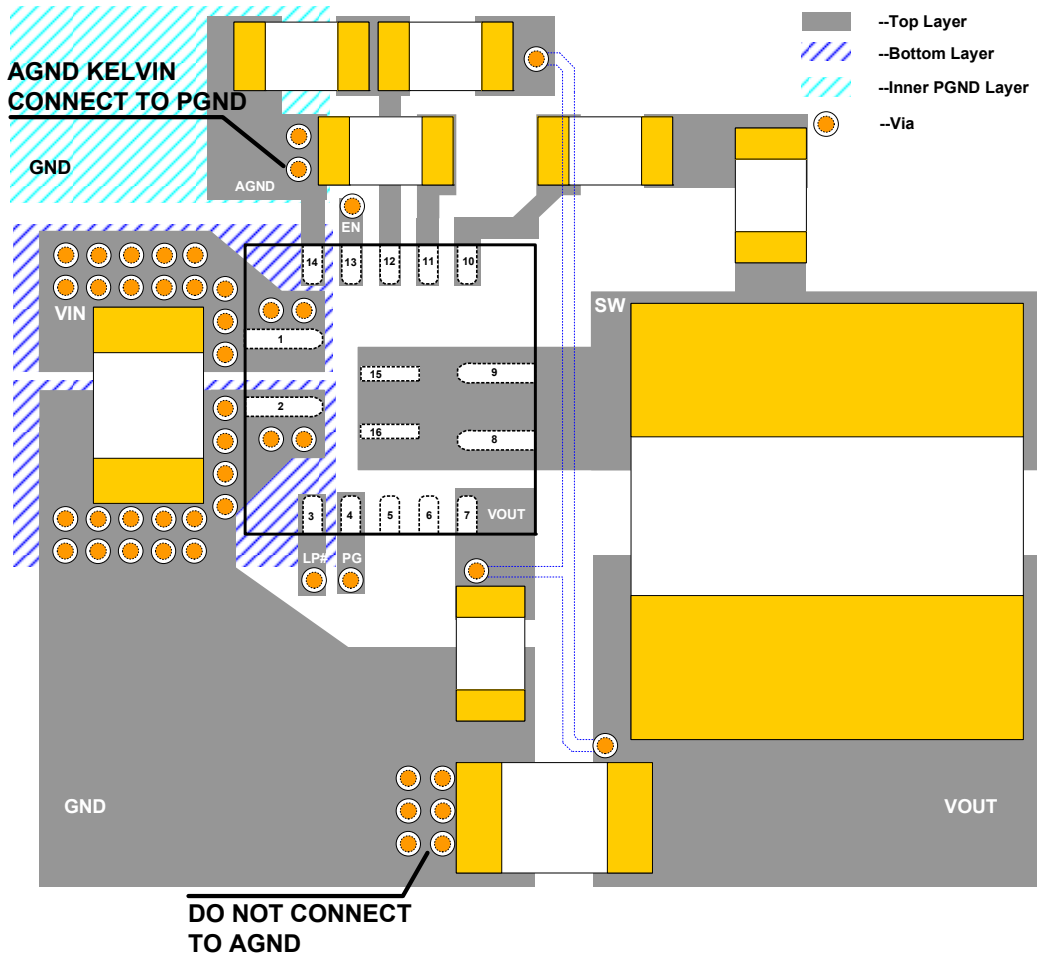 --Top Layer
--Bottom Layer
--Inner PGND Layer
--Via
AGND KELVIN
CONNECT TO PGND
GND
AGND
EN
14
13
12
11
10
VIN
SW
1
15
9
2
16
8
3
4
5
6
7
VOUT
LP#
PG
GND
VOUT
DO NOT CONNECT
TO AGND